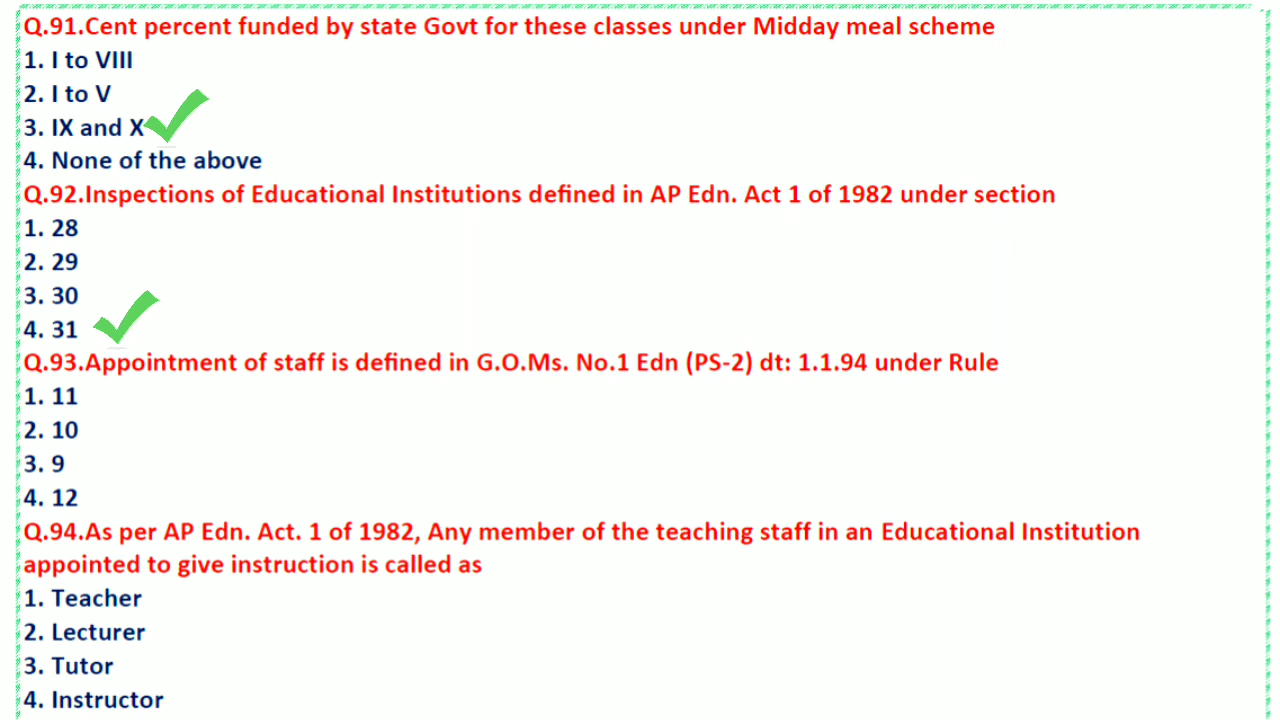 Q.91.Cent percent funded by state Govt for these classes under Midday meal scheme
1. I to VIII
2. I to V
3. IX and X
4. None of the above
Q.92.Inspections of Educational Institutions defined in AP Edn. Act 1 of 1982 under section
1. 28
2. 29
3. 30
4. 31
Q.93.Appointment of staff is defined in G.O.Ms. No.1 Edn (PS-2) dt: 1.1.94 under Rule
1. 11
2. 10
3. 9
4. 12
Q.94.As per AP Edn. Act. 1 of 1982, Any member of the teaching staff in an Educational Institution
appointed to give instruction is called as
1. Teacher
2. Lecturer
3. Tutor
4. Instructor